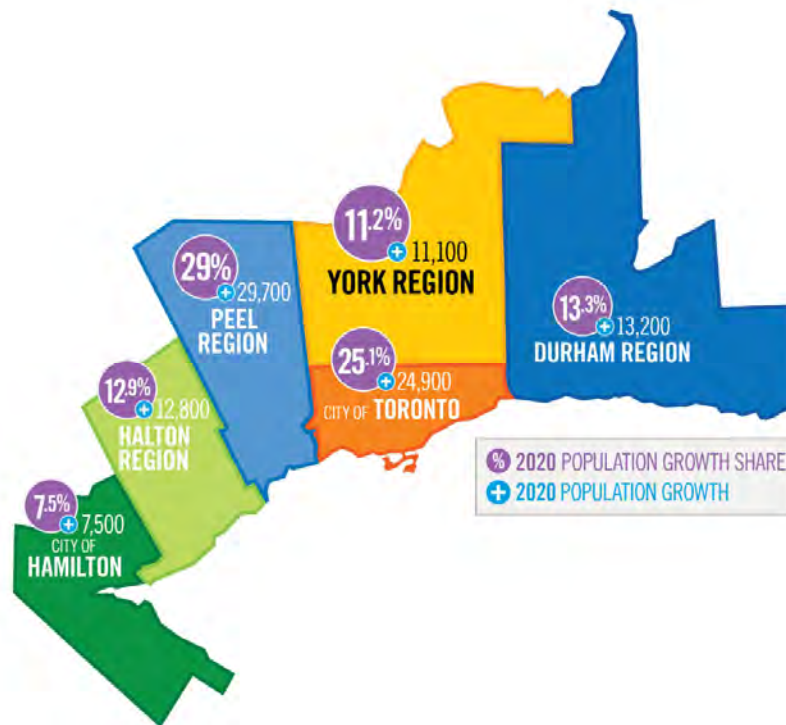 11.2%
+ 11,100
YORK REGION
29%
+ 29,700
PEEL
REGION
13.3%
+ 13,200
DURHAM REGION
25.1%
+ 24,900
CITY OF TORONTO
12.9%
+ 12,800
HALTON
REGION
7.5%
+ 7,500
CITY OF
HAMILTON
% 2020 POPULATION GROWTH SHARE
+ 2020 POPULATION GROWTH